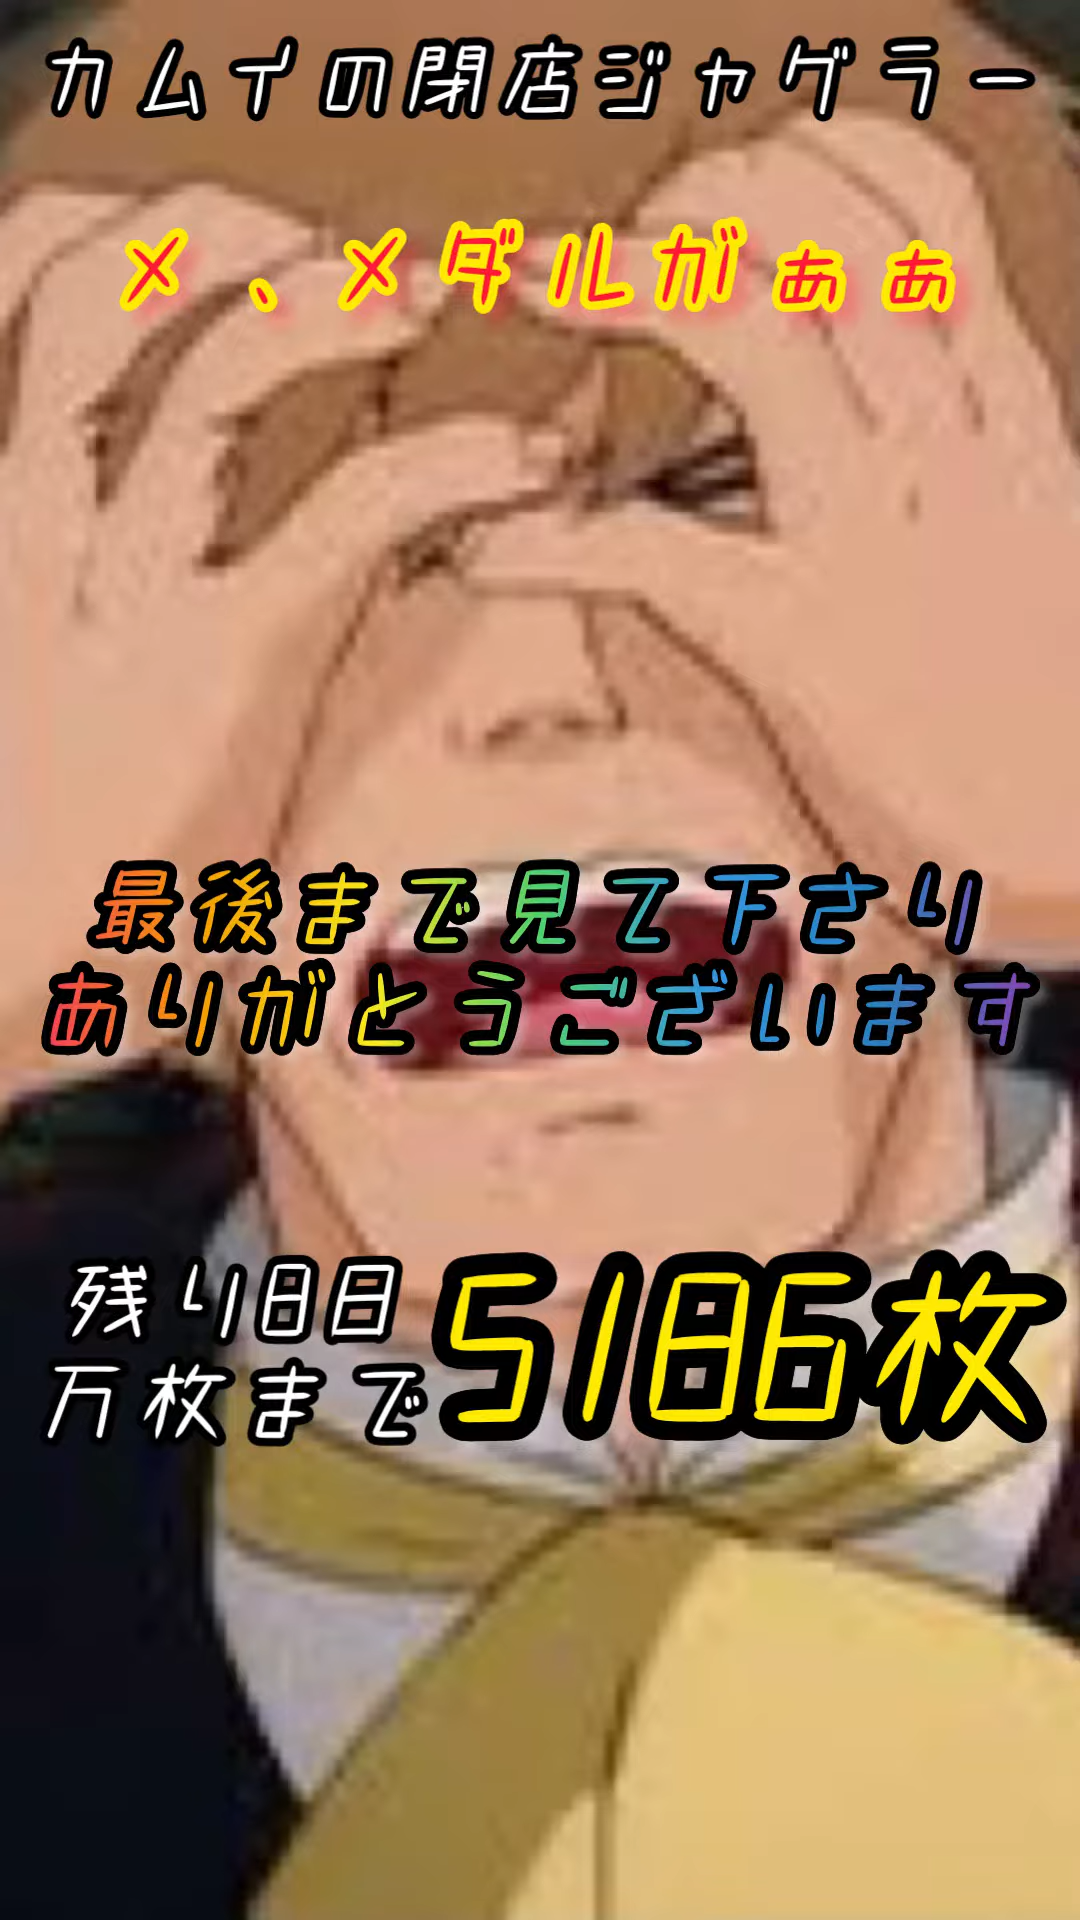 カムイの閉店ジャグラー
メ、メダルがぁぁ
最後まで見て下さり
ありがとうございます
残り8日
万枚まで5186枚